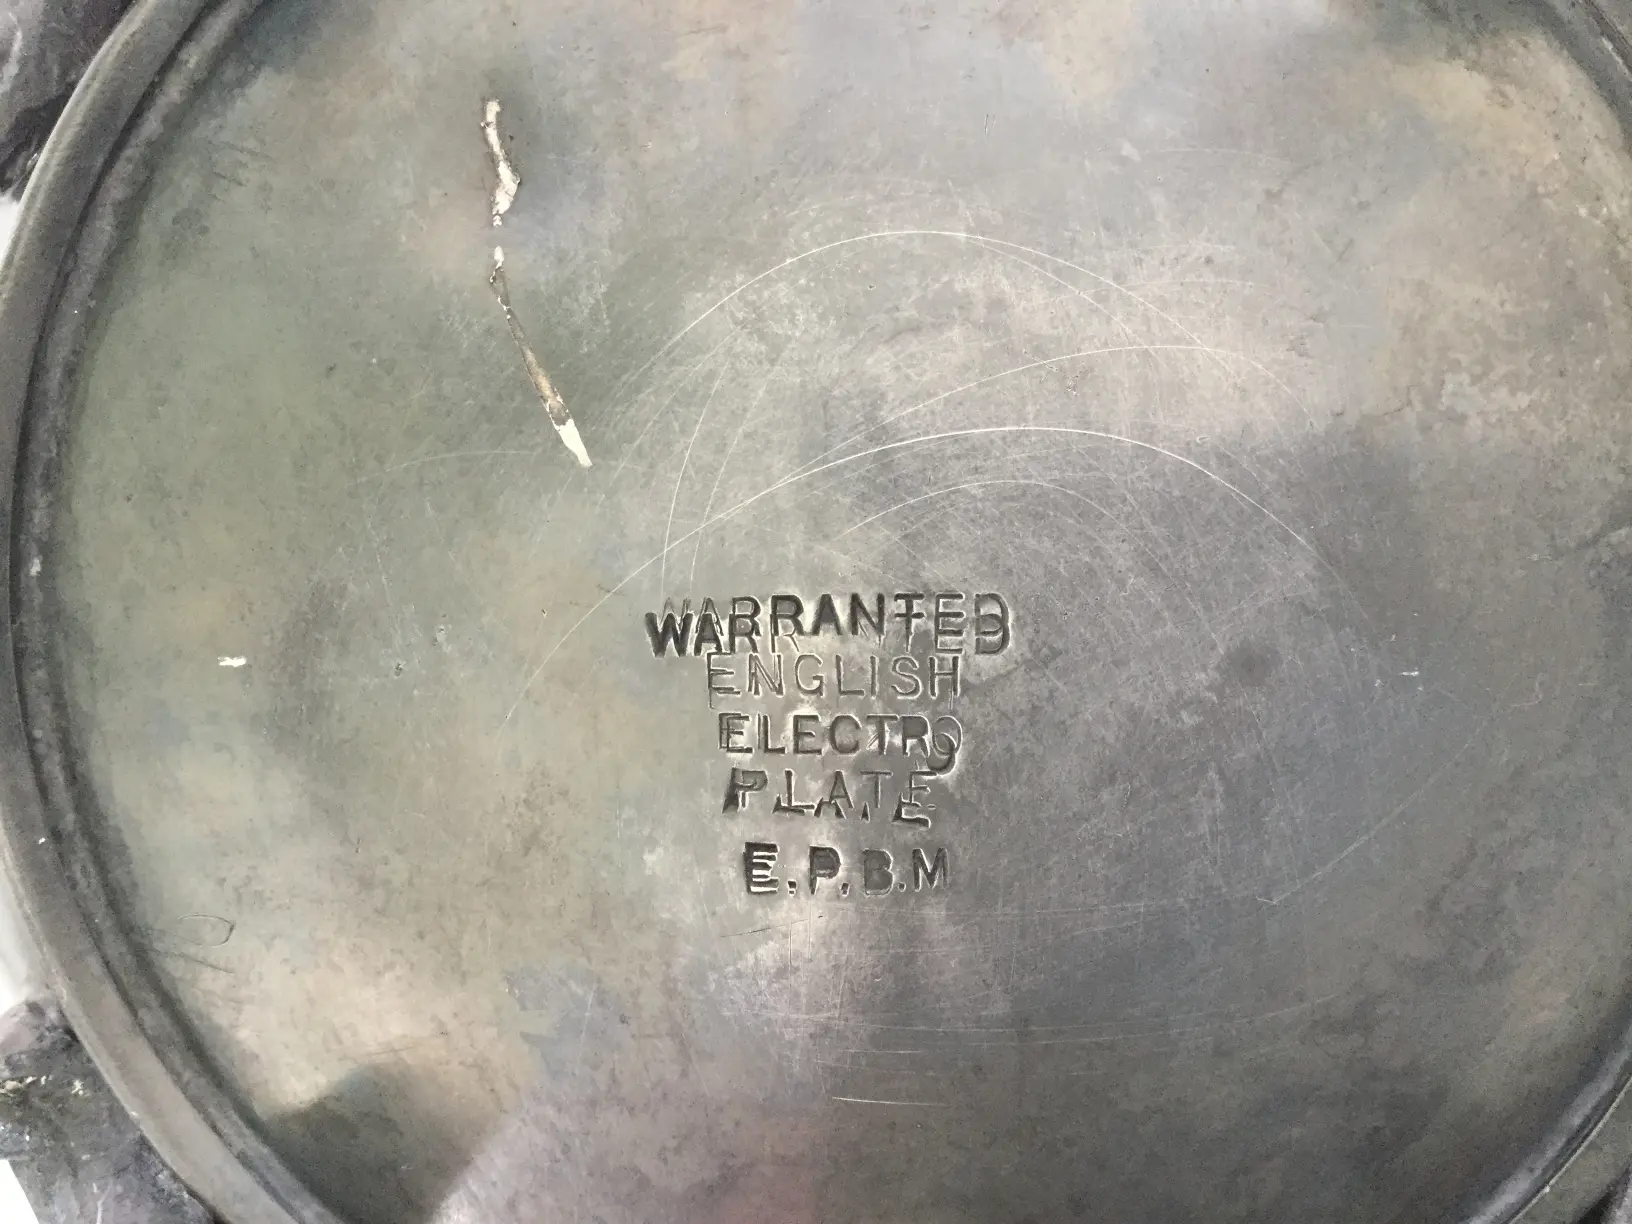 WARRANTED
ENGLISH
ELECTRO
PLATE
E.P.B.M